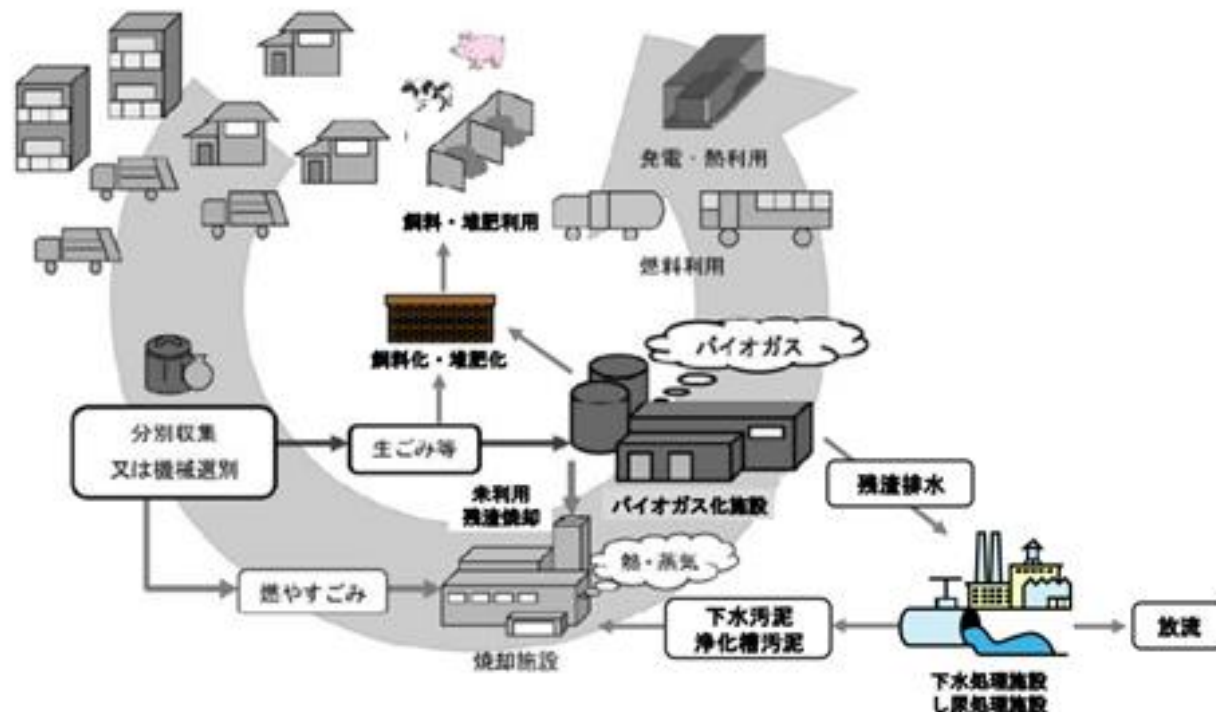 発電・熱利用
飼料・堆肥利用
燃料利用
バイオガス
飼料化・堆肥化
分別収集
又は機械選別
生ごみ等
残渣排水
未利用
残渣焼却
バイオガス化施設
熱・蒸気
燃やすごみ
下水汚泥
浄化槽汚泥
放流
焼却施設
下水処理施設
し尿処理施設